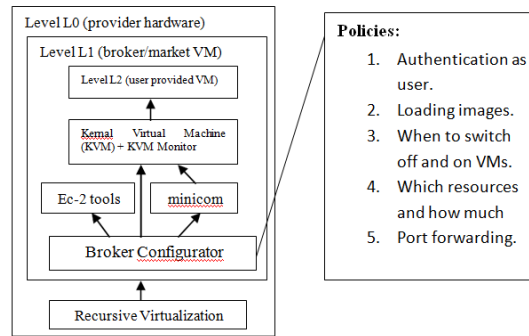 Level L0 (provider hardware)
Level L1 (broker/market VM)
Level L2 (user provided VM)
Kernal Virtual Machine
(KVM) + KVM Monitor
Ec-2 tools
minicom
Broker Configurator
Recursive Virtualization
Policies:
1. Authentication as
user.
2. Loading images.
3. When to switch
off and on VMs.
4. Which resources
and how much
5. Port forwarding.